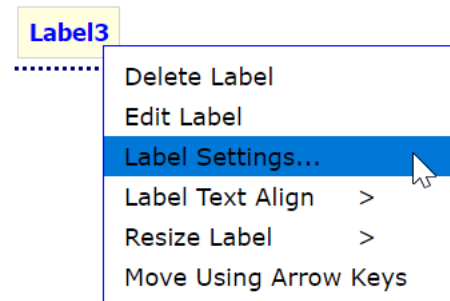 Label3
Delete Label
Edit Label
Label Settings...
Label Text Align >
Resize Label >
Move Using Arrow Keys